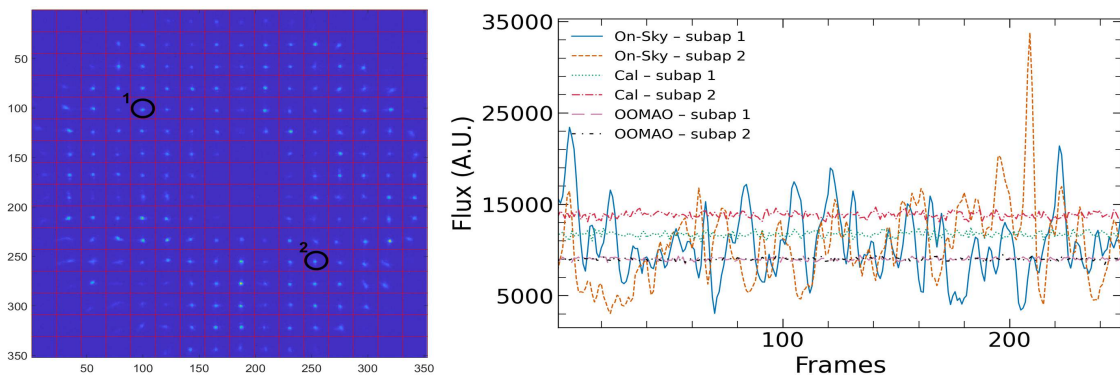 50
100
150
200
250
300
350
50 100 150 200 250 300 350
1
2
35000
25000
15000
5000
Flux (A.U.)
On-Sky – subap 1
On-Sky – subap 2
Cal – subap 1
Cal – subap 2
OOMAO – subap 1
OOMAO – subap 2
100 200
Frames